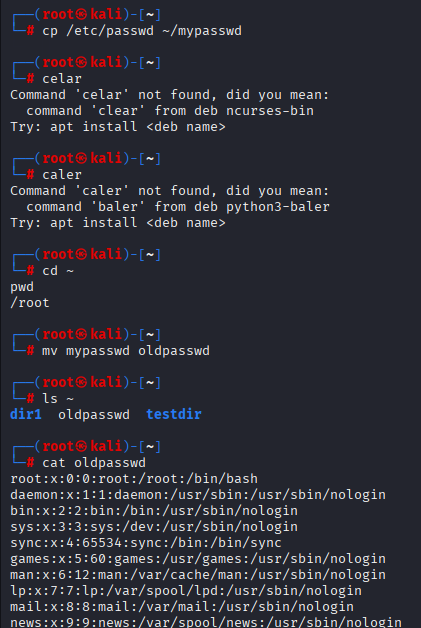 ┌──(root㉿kali)-[~]
└─# cp /etc/passwd ~/mypasswd
┌──(root㉿kali)-[~]
└─# celar
Command 'celar' not found, did you mean:
  command 'clear' from deb ncurses-bin
Try: apt install <deb name>
┌──(root㉿kali)-[~]
└─# caler
Command 'caler' not found, did you mean:
  command 'baler' from deb python3-baler
Try: apt install <deb name>
┌──(root㉿kali)-[~]
└─# cd ~
pwd
/root
┌──(root㉿kali)-[~]
└─# mv mypasswd oldpasswd
┌──(root㉿kali)-[~]
└─# ls ~
dir1  oldpasswd  testdir
┌──(root㉿kali)-[~]
└─# cat oldpasswd
root:x:0:0:root:/root:/bin/bash
daemon:x:1:1:daemon:/usr/sbin:/usr/sbin/nologin
bin:x:2:2:bin:/bin:/usr/sbin/nologin
sys:x:3:3:sys:/dev:/usr/sbin/nologin
sync:x:4:65534:sync:/bin:/bin/sync
games:x:5:60:games:/usr/games:/usr/sbin/nologin
man:x:6:12:man:/var/cache/man:/usr/sbin/nologin
lp:x:7:7:lp:/var/spool/lpd:/usr/sbin/nologin
mail:x:8:8:mail:/var/mail:/usr/sbin/nologin
news:x:9:9:news:/var/spool/news:/usr/sbin/nologin